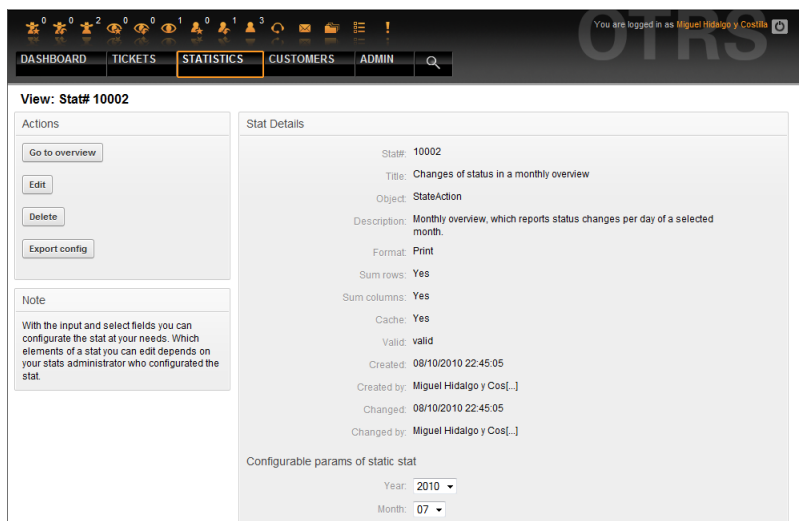 OTRS
0 0 2 0 0 1 0 1 3
You are logged in as Miguel Hidalgo y Costilla
DASHBOARD TICKETS STATISTICS CUSTOMERS ADMIN
View: Stat# 10002
Actions
Go to overview
Edit
Delete
Export config
Note
With the input and select fields you can
configurate the stat at your needs. Which
elements of a stat you can edit depends on
your stats administrator who configurated the
stat.
Stat Details
Stat#: 10002
Title: Changes of status in a monthly overview
Object: StateAction
Description: Monthly overview, which reports status changes per day of a selected
month.
Format: Print
Sum rows: Yes
Sum columns: Yes
Cache: Yes
Valid: valid
Created: 08/10/2010 22:45:05
Created by: Miguel Hidalgo y Cos[...]
Changed: 08/10/2010 22:45:05
Changed by: Miguel Hidalgo y Cos[...]
Configurable params of static stat
Year: 2010
Month: 07